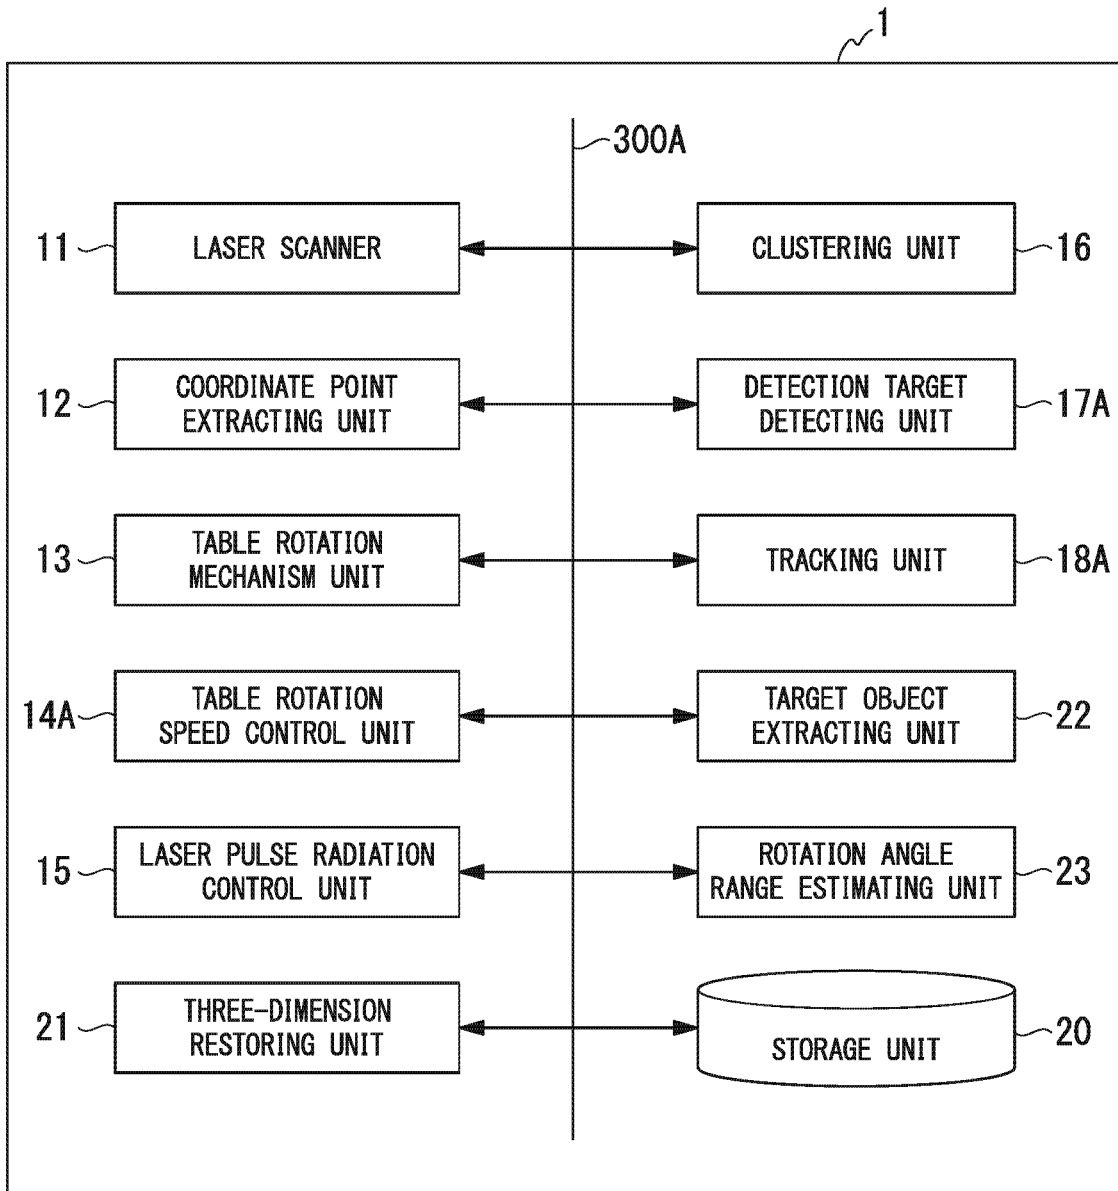 1
300A
11
LASER SCANNER
CLUSTERING UNIT
16
12
COORDINATE POINT
EXTRACTING UNIT
DETECTION TARGET
DETECTING UNIT
17A
13
TABLE ROTATION
MECHANISM UNIT
TRACKING UNIT
18A
14A
TABLE ROTATION
SPEED CONTROL UNIT
TARGET OBJECT
EXTRACTING UNIT
22
15
LASER PULSE RADIATION
CONTROL UNIT
ROTATION ANGLE
RANGE ESTIMATING UNIT
23
21
THREE-DIMENSION
RESTORING UNIT
STORAGE UNIT
20